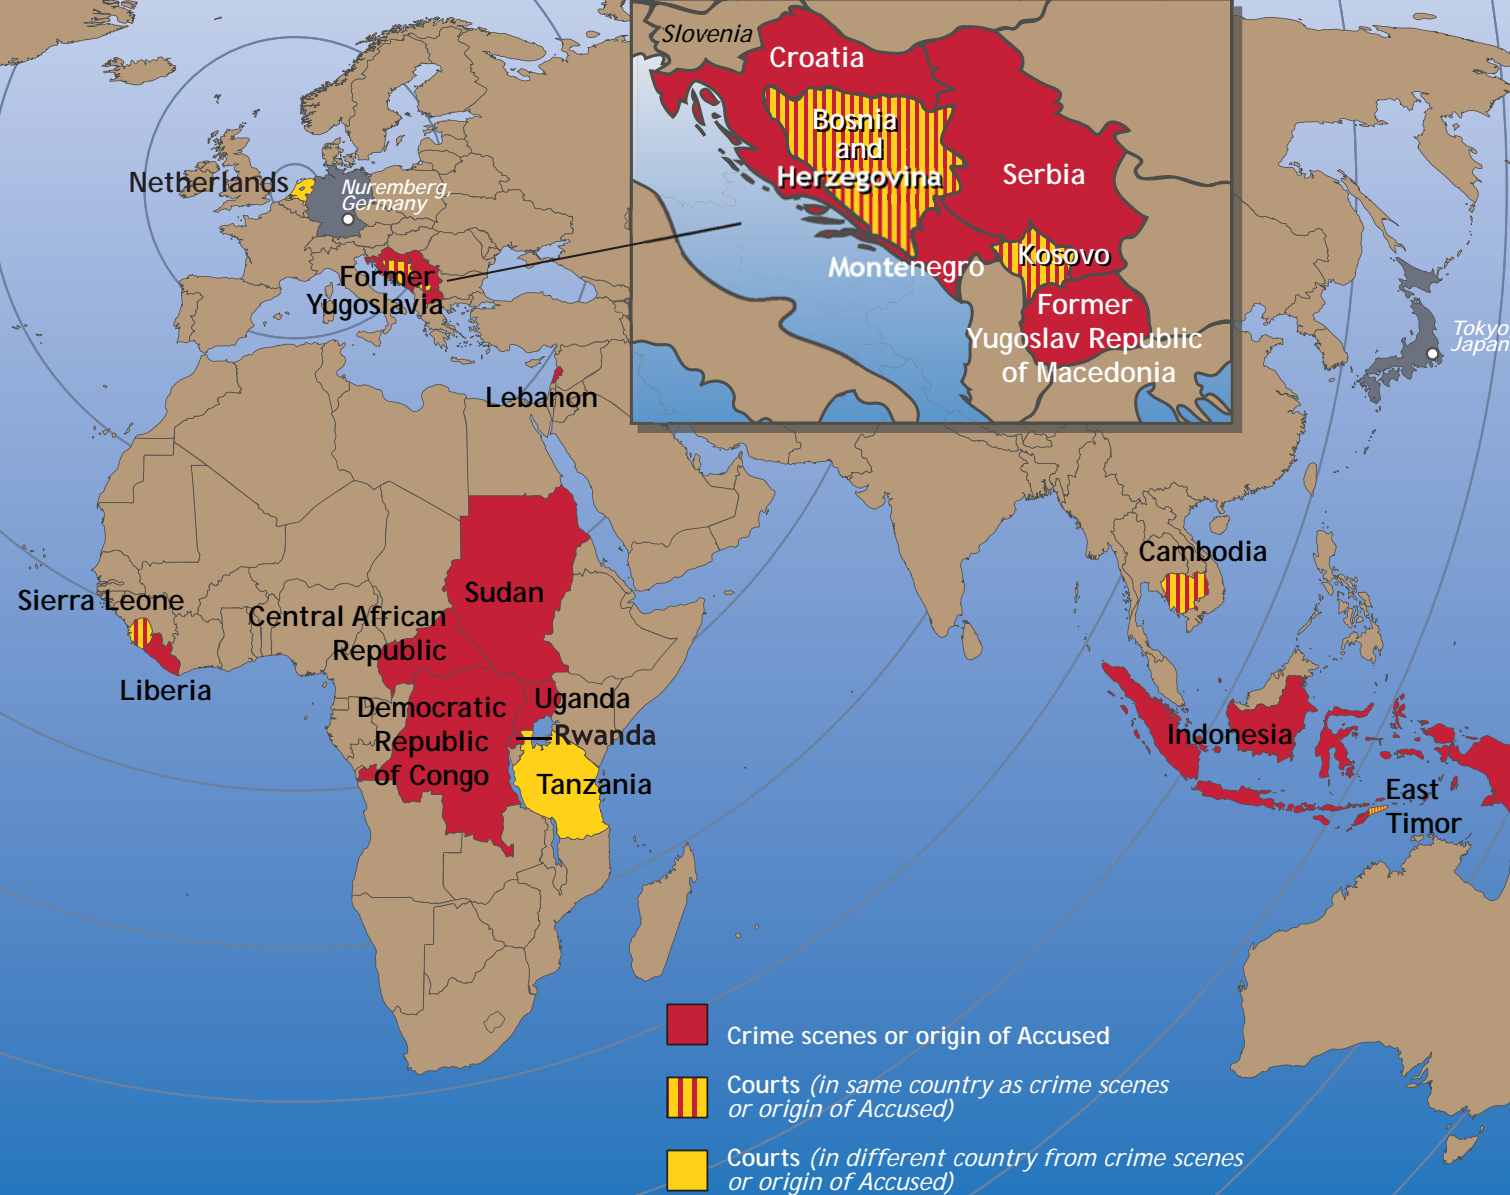 Slovenia
Croatia
Bosnia
and
Herzegovina
Serbia
Montenegro
Kosovo
Former
Yugoslav Republic
of Macedonia
Netherlands
Nuremberg,
Germany
Former
Yugoslavia
Tokyo
Japan
Lebanon
Cambodia
Sierra Leone
Liberia
Central African
Republic
Sudan
Democratic
Republic
of Congo
Uganda
Rwanda
Tanzania
Indonesia
East
Timor
Crime scenes or origin of Accused
Courts (in same country as crime scenes
or origin of Accused)
Courts (in different country from crime scenes
or origin of Accused)